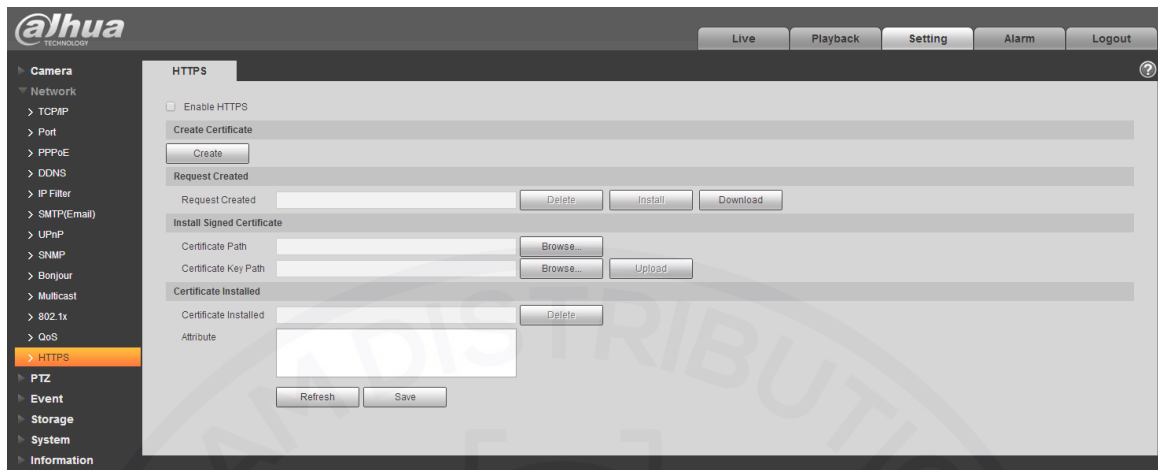 alhua
TECHNOLOGY
Live Playback Setting Alarm Logout
Camera
Network
TCP/IP
Port
PPPoE
DDNS
IP Filter
SMTP(Email)
UPnP
SNMP
Bonjour
Multicast
802.1x
QoS
HTTPS
PTZ
Event
Storage
System
Information
HTTPS ?
Enable HTTPS
Create Certificate
Create
Request Created
Request Created Delete Install Download
Install Signed Certificate
Certificate Path Browse...
Certificate Key Path Browse... Upload
Certificate Installed
Certificate Installed Delete
Attribute
Refresh Save
AM DISTRIBUTIO